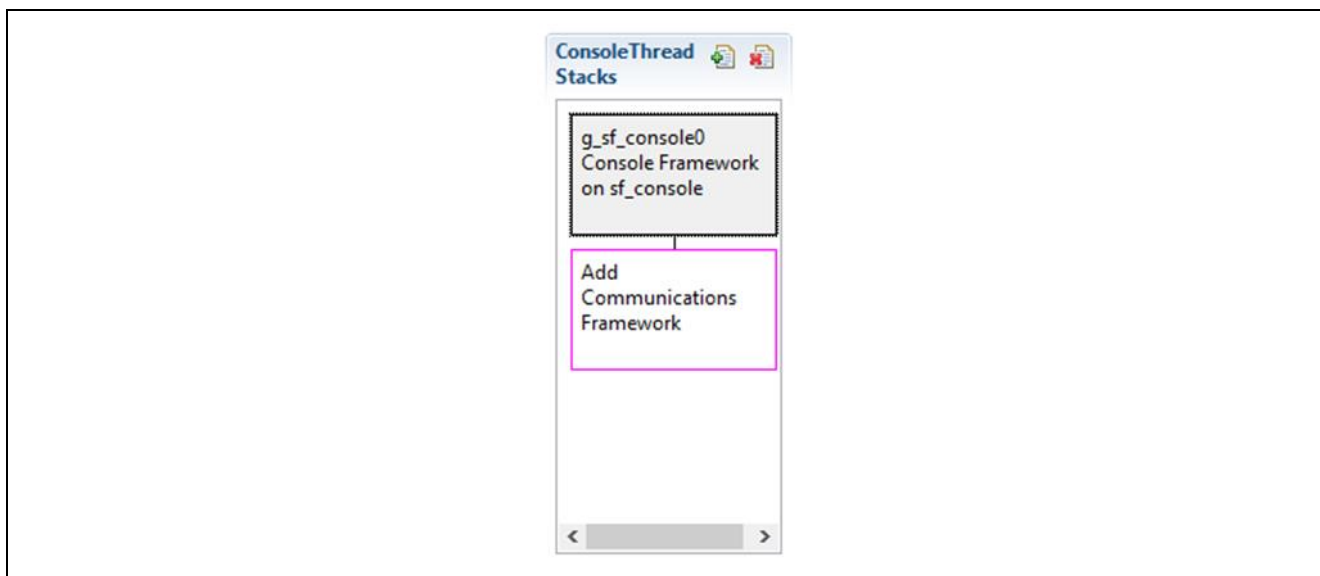 ConsoleThread
Stacks
g_sf_console0
Console Framework
on sf_console
Add
Communications
Framework